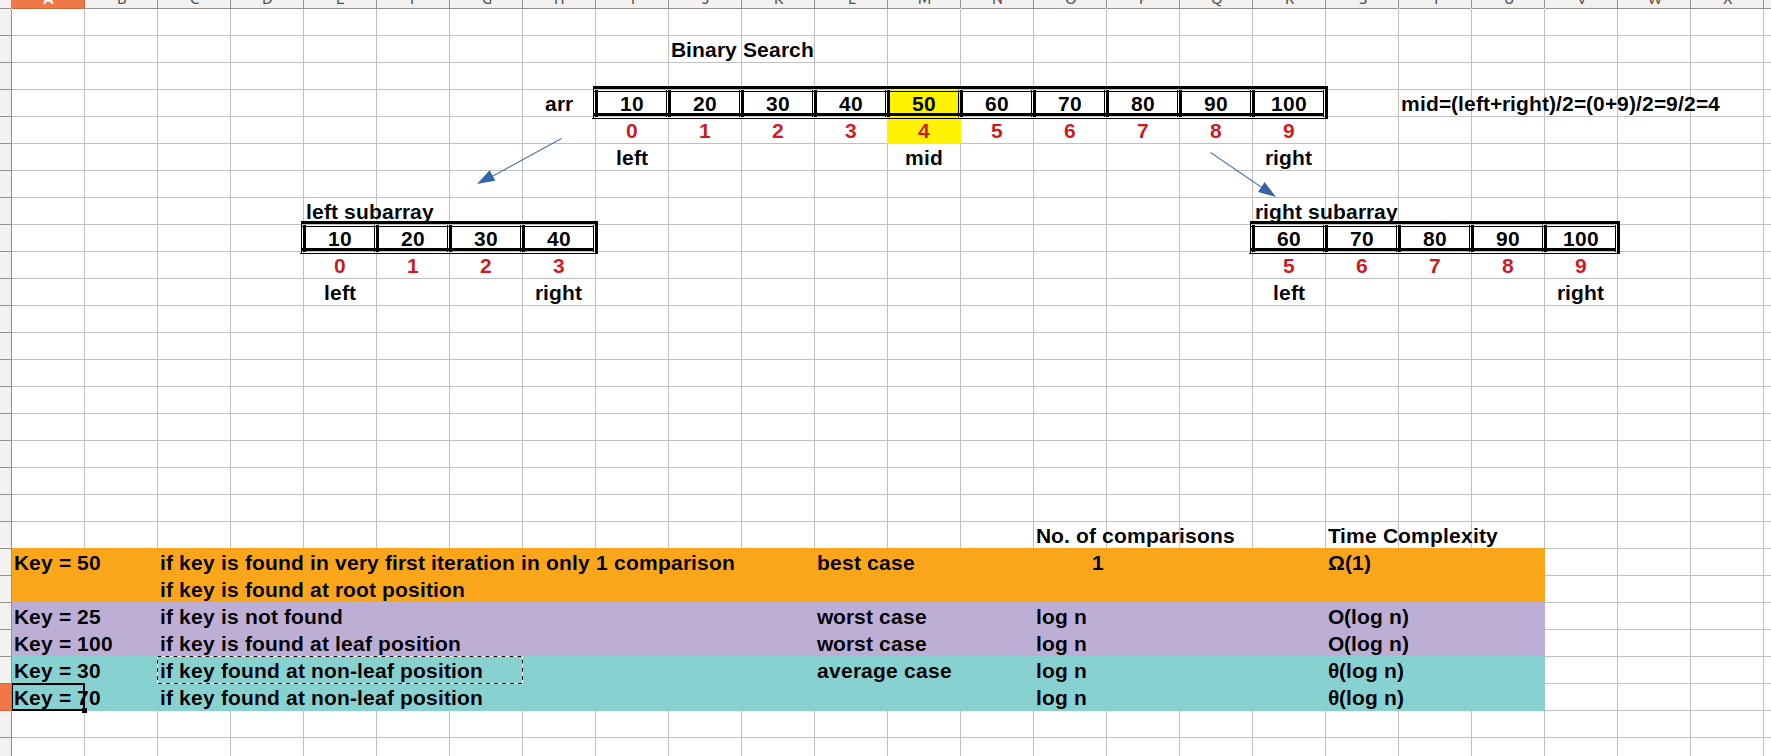 A B C D E F G H I J K L M N O P Q R S T U V W X
Binary Search
arr 10 20 30 40 50 60 70 80 90 100 mid=(left+right)/2=(0+9)/2=9/2=4
0 1 2 3 4 5 6 7 8 9
left mid right
left subarray right subarray
10 20 30 40 60 70 80 90 100
0 1 2 3 5 6 7 8 9
left right left right
No. of comparisons Time Complexity
Key = 50 if key is found in very first iteration in only 1 comparison best case 1 Ω(1)
if key is found at root position
Key = 25 if key is not found worst case log n O(log n)
Key = 100 if key is found at leaf position worst case log n O(log n)
Key = 30 if key found at non-leaf position average case log n θ(log n)
Key = 70 if key found at non-leaf position log n θ(log n)